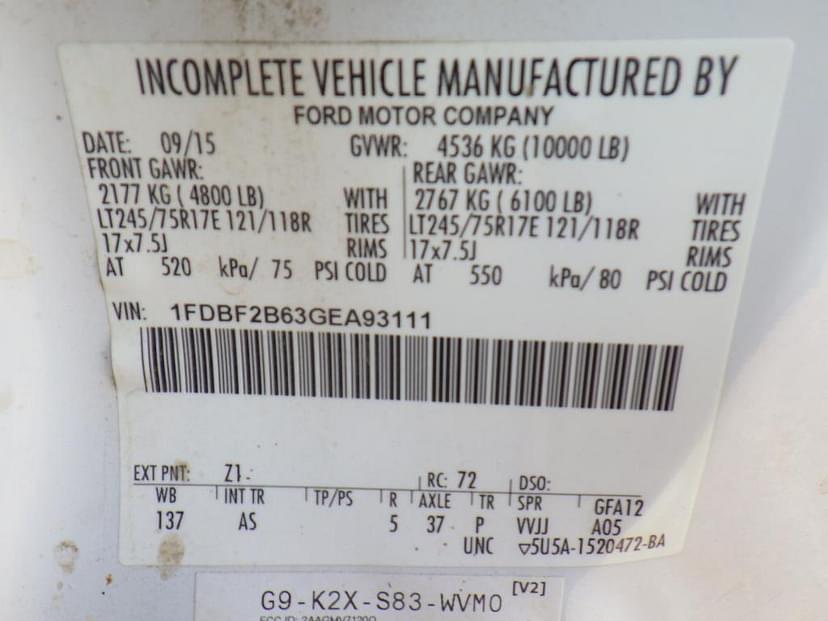 INCOMPLETE VEHICLE MANUFACTURED BY
FORD MOTOR COMPANY
DATE: 09/15 GVWR: 4536 KG (10000 LB)
FRONT GAWR: REAR GAWR:
2177 KG ( 4800 LB) WITH 2767 KG ( 6100 LB) WITH
LT245/75R17E 121/118R TIRES LT245/75R17E 121/118R TIRES
17x7.5J RIMS 17x7.5J RIMS
AT 520 kPa/ 75 PSI COLD AT 550 kPa/ 80 PSI COLD
VIN: 1FDBF2B63GEA93111
EXT PNT: Z1 RC: 72 DSO:
WB INT TR TP/PS R AXLE TR SPR GFA12
137 AS 5 37 P VVJJ A05
UNC ▽5U5A-1520472-BA
G9-K2X-S83-WVM0 [V2]